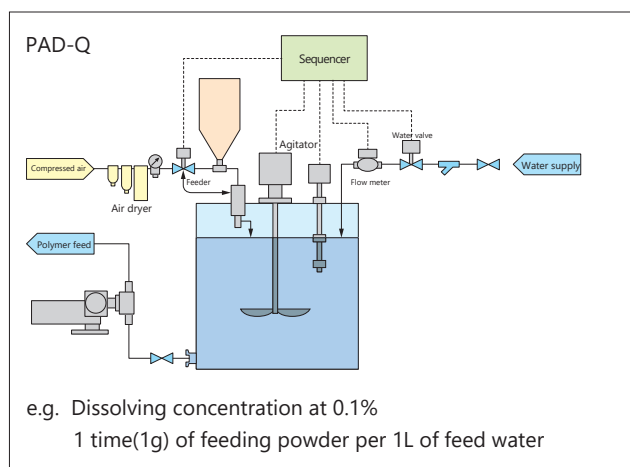 PAD-Q
Sequencer
Agitator
Water valve
Compressed air
Feeder
Flow meter
Water supply
Air dryer
Polymer feed
e.g. Dissolving concentration at 0.1%
1 time(1g) of feeding powder per 1L of feed water